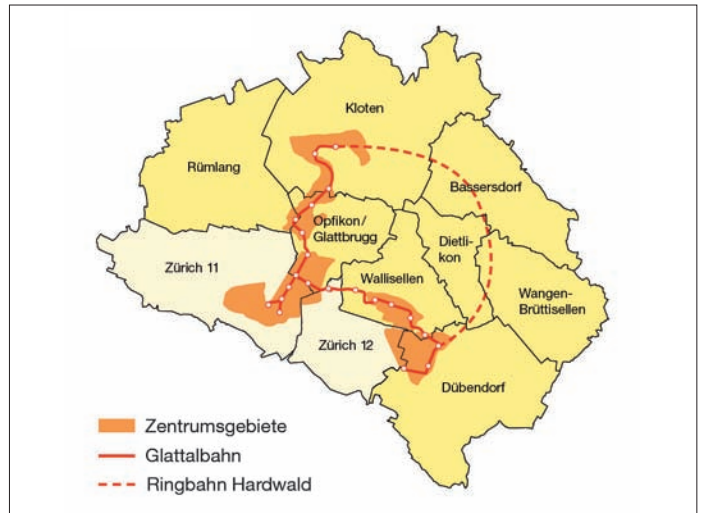 Kloten
Rümlang
Bassersdorf
Opfikon/
Glattbrugg
Dietli-
kon
Zürich 11
Wallisellen
Wangen-
Brüttisellen
Zürich 12
Dübendorf
Zentrumsgebiete
Glattalbahn
Ringbahn Hardwald